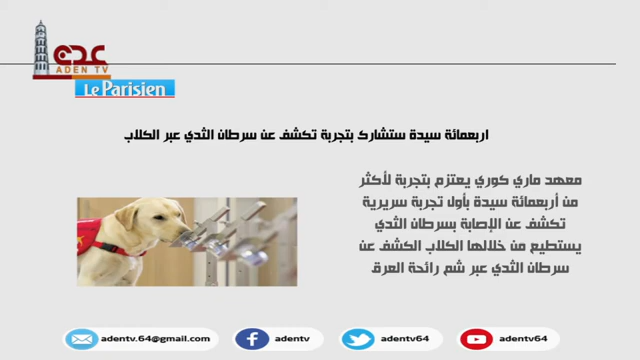 عدن
ADEN TV
Le Parisien
اربعمائة سيدة ستشارك بتجربة تكشف عن سرطان الثدي عبر الكلاب
معهد ماري كوري يعتزم بتجربة لأكثر
من أربعمائة سيدة بأول تجربة سريرية
تكشف عن الإصابة بسرطان الثدي
يستطيع من خلالها الكلاب الكشف عن
سرطان الثدي عبر شم رائحة العرق
adentv.64@gmail.com
adentv
adentv64
adentv64